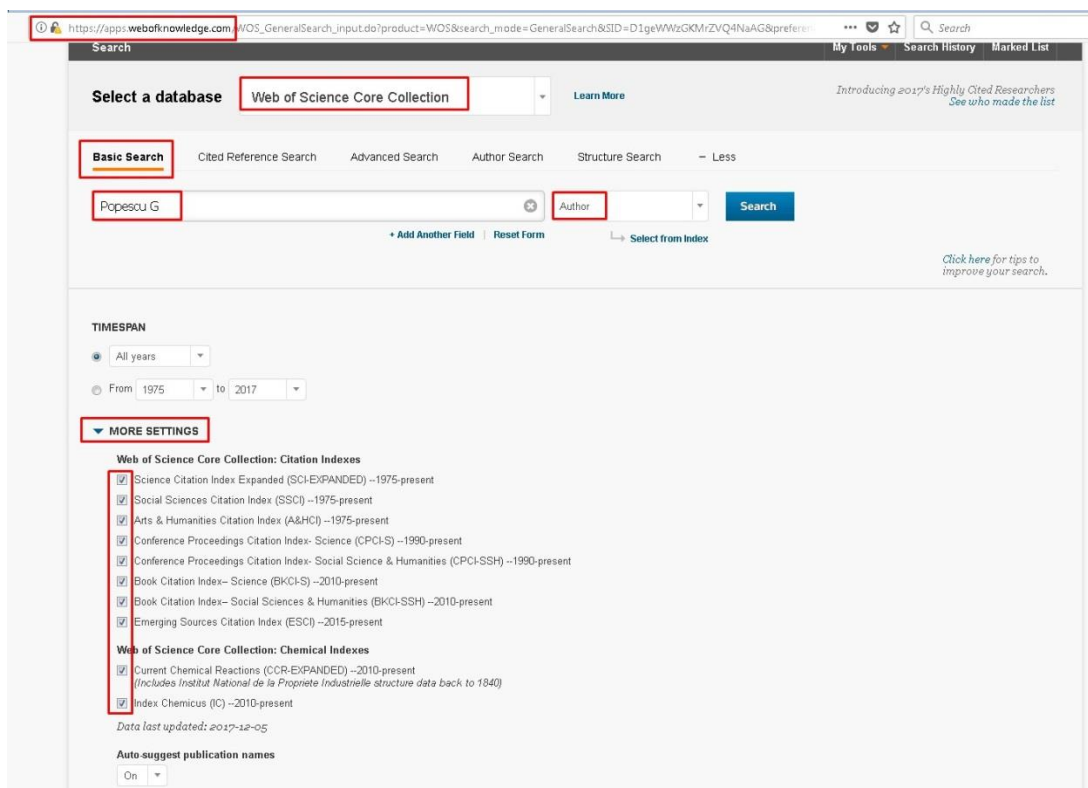 https://apps.webofknowledge.com/WOS_GeneralSearch_input.do?product=WOS&search_mode=GeneralSearch&SID=D1geWWzGKMrZVQ4NaAG&preferen
Search
Search My Tools Search History Marked List
Select a database Web of Science Core Collection Learn More
Introducing 2017's Highly Cited Researchers
See who made the list
Basic Search Cited Reference Search Advanced Search Author Search Structure Search – Less
Popescu G Author Search
+ Add Another Field | Reset Form Select from Index
Click here for tips to
improve your search.
TIMESPAN
All years
From 1975 to 2017
MORE SETTINGS
Web of Science Core Collection: Citation Indexes
Science Citation Index Expanded (SCI-EXPANDED) --1975-present
Social Sciences Citation Index (SSCI) --1975-present
Arts & Humanities Citation Index (A&HCI) --1975-present
Conference Proceedings Citation Index- Science (CPCI-S) --1990-present
Conference Proceedings Citation Index- Social Science & Humanities (CPCI-SSH) --1990-present
Book Citation Index– Science (BKCI-S) --2010-present
Book Citation Index– Social Sciences & Humanities (BKCI-SSH) --2010-present
Emerging Sources Citation Index (ESCI) --2015-present
Web of Science Core Collection: Chemical Indexes
Current Chemical Reactions (CCR-EXPANDED) --2010-present
(Includes Institut National de la Propriete Industrielle structure data back to 1840)
Index Chemicus (IC) --2010-present
Data last updated: 2017-12-05
Auto-suggest publication names
On